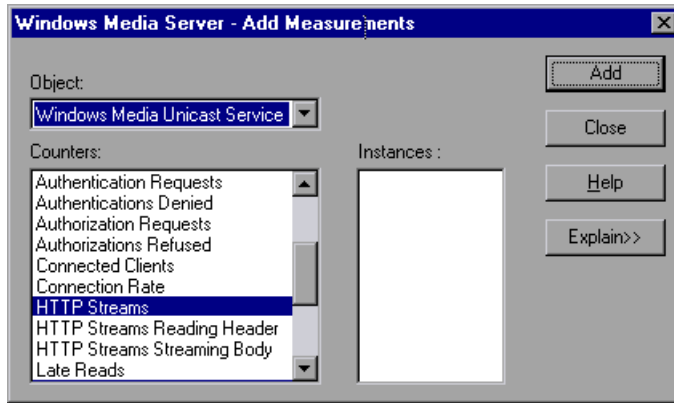 Windows Media Server - Add Measurements
Object:
Windows Media Unicast Service
Counters:
Authentication Requests
Authentications Denied
Authorization Requests
Authorizations Refused
Connected Clients
Connection Rate
HTTP Streams
HTTP Streams Reading Header
HTTP Streams Streaming Body
Late Reads
Instances :
Add
Close
Help
Explain>>